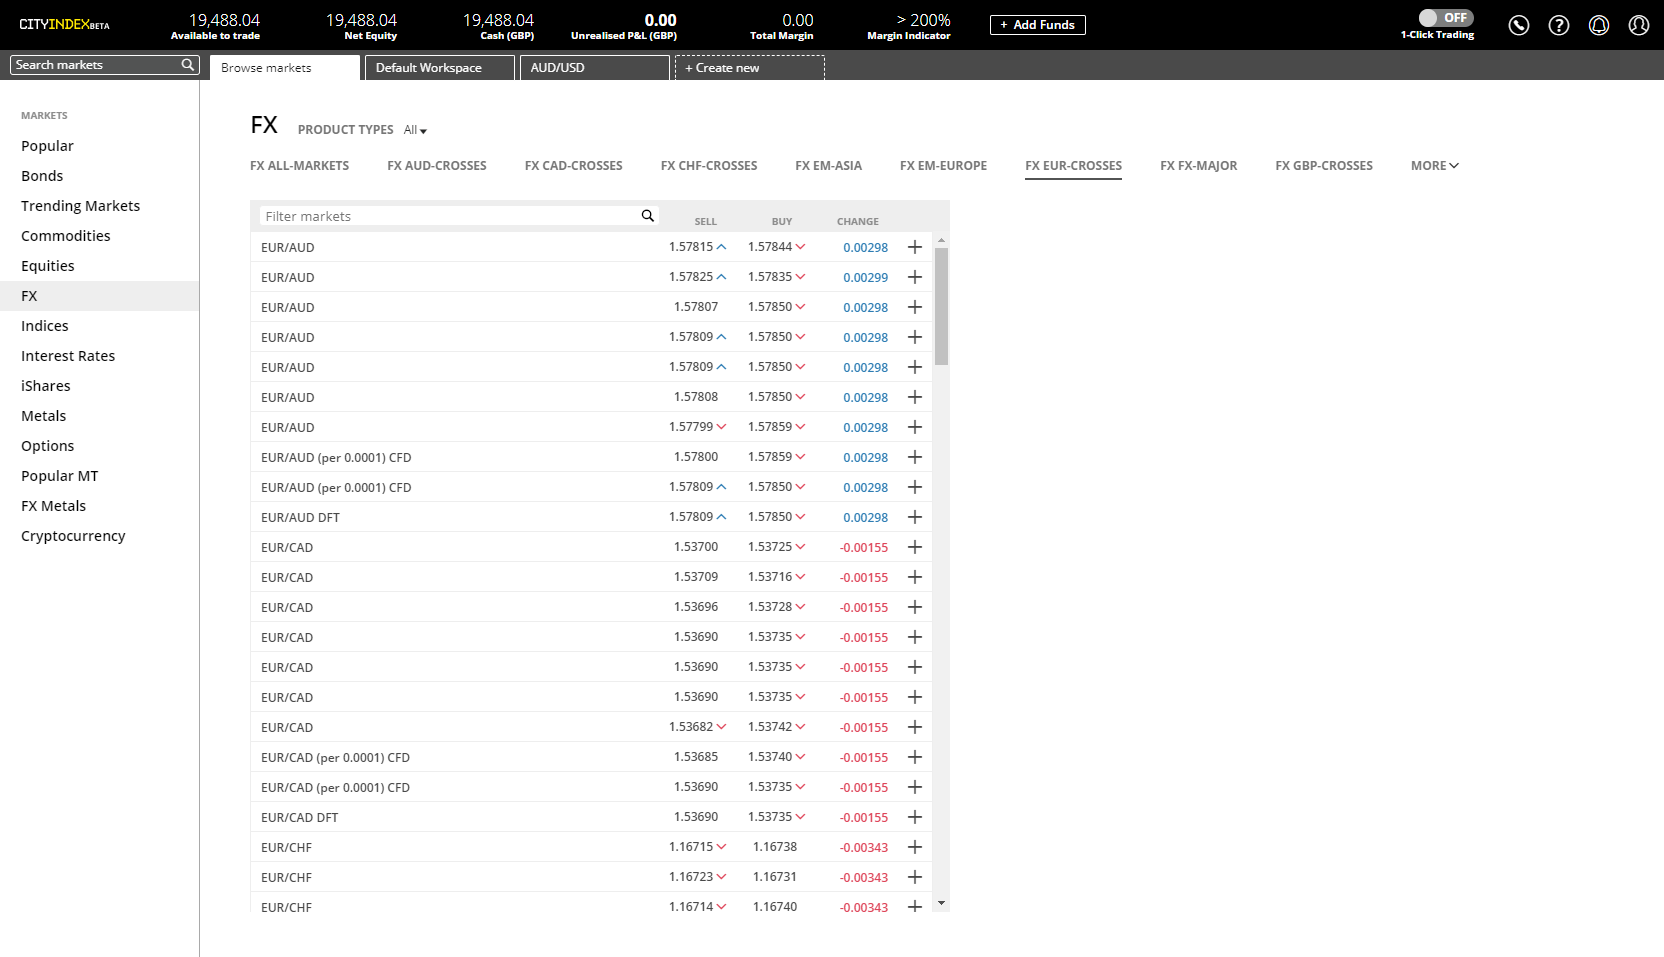 CITYINDEX BETA
19,488.04 19,488.04 19,488.04 0.00 0.00 > 200% + Add Funds OFF
Available to trade Net Equity Cash (GBP) Unrealised P&L (GBP) Total Margin Margin Indicator 1-Click Trading
Search markets Browse markets Default Workspace AUD/USD + Create new
MARKETS
Popular
Bonds
Trending Markets
Commodities
Equities
FX
Indices
Interest Rates
iShares
Metals
Options
Popular MT
FX Metals
Cryptocurrency
FX PRODUCT TYPES All
FX ALL-MARKETS FX AUD-CROSSES FX CAD-CROSSES FX CHF-CROSSES FX EM-ASIA FX EM-EUROPE FX EUR-CROSSES FX FX-MAJOR FX GBP-CROSSES MORE
Filter markets SELL BUY CHANGE
EUR/AUD 1.57815 1.57844 0.00298 +
EUR/AUD 1.57825 1.57835 0.00299 +
EUR/AUD 1.57807 1.57850 0.00298 +
EUR/AUD 1.57809 1.57850 0.00298 +
EUR/AUD 1.57809 1.57850 0.00298 +
EUR/AUD 1.57808 1.57850 0.00298 +
EUR/AUD 1.57799 1.57859 0.00298 +
EUR/AUD (per 0.0001) CFD 1.57800 1.57859 0.00298 +
EUR/AUD (per 0.0001) CFD 1.57809 1.57850 0.00298 +
EUR/AUD DFT 1.57809 1.57850 0.00298 +
EUR/CAD 1.53700 1.53725 -0.00155 +
EUR/CAD 1.53709 1.53716 -0.00155 +
EUR/CAD 1.53696 1.53728 -0.00155 +
EUR/CAD 1.53690 1.53735 -0.00155 +
EUR/CAD 1.53690 1.53735 -0.00155 +
EUR/CAD 1.53690 1.53735 -0.00155 +
EUR/CAD 1.53682 1.53742 -0.00155 +
EUR/CAD (per 0.0001) CFD 1.53685 1.53740 -0.00155 +
EUR/CAD (per 0.0001) CFD 1.53690 1.53735 -0.00155 +
EUR/CAD DFT 1.53690 1.53735 -0.00155 +
EUR/CHF 1.16715 1.16738 -0.00343 +
EUR/CHF 1.16723 1.16731 -0.00343 +
EUR/CHF 1.16714 1.16740 -0.00343 +